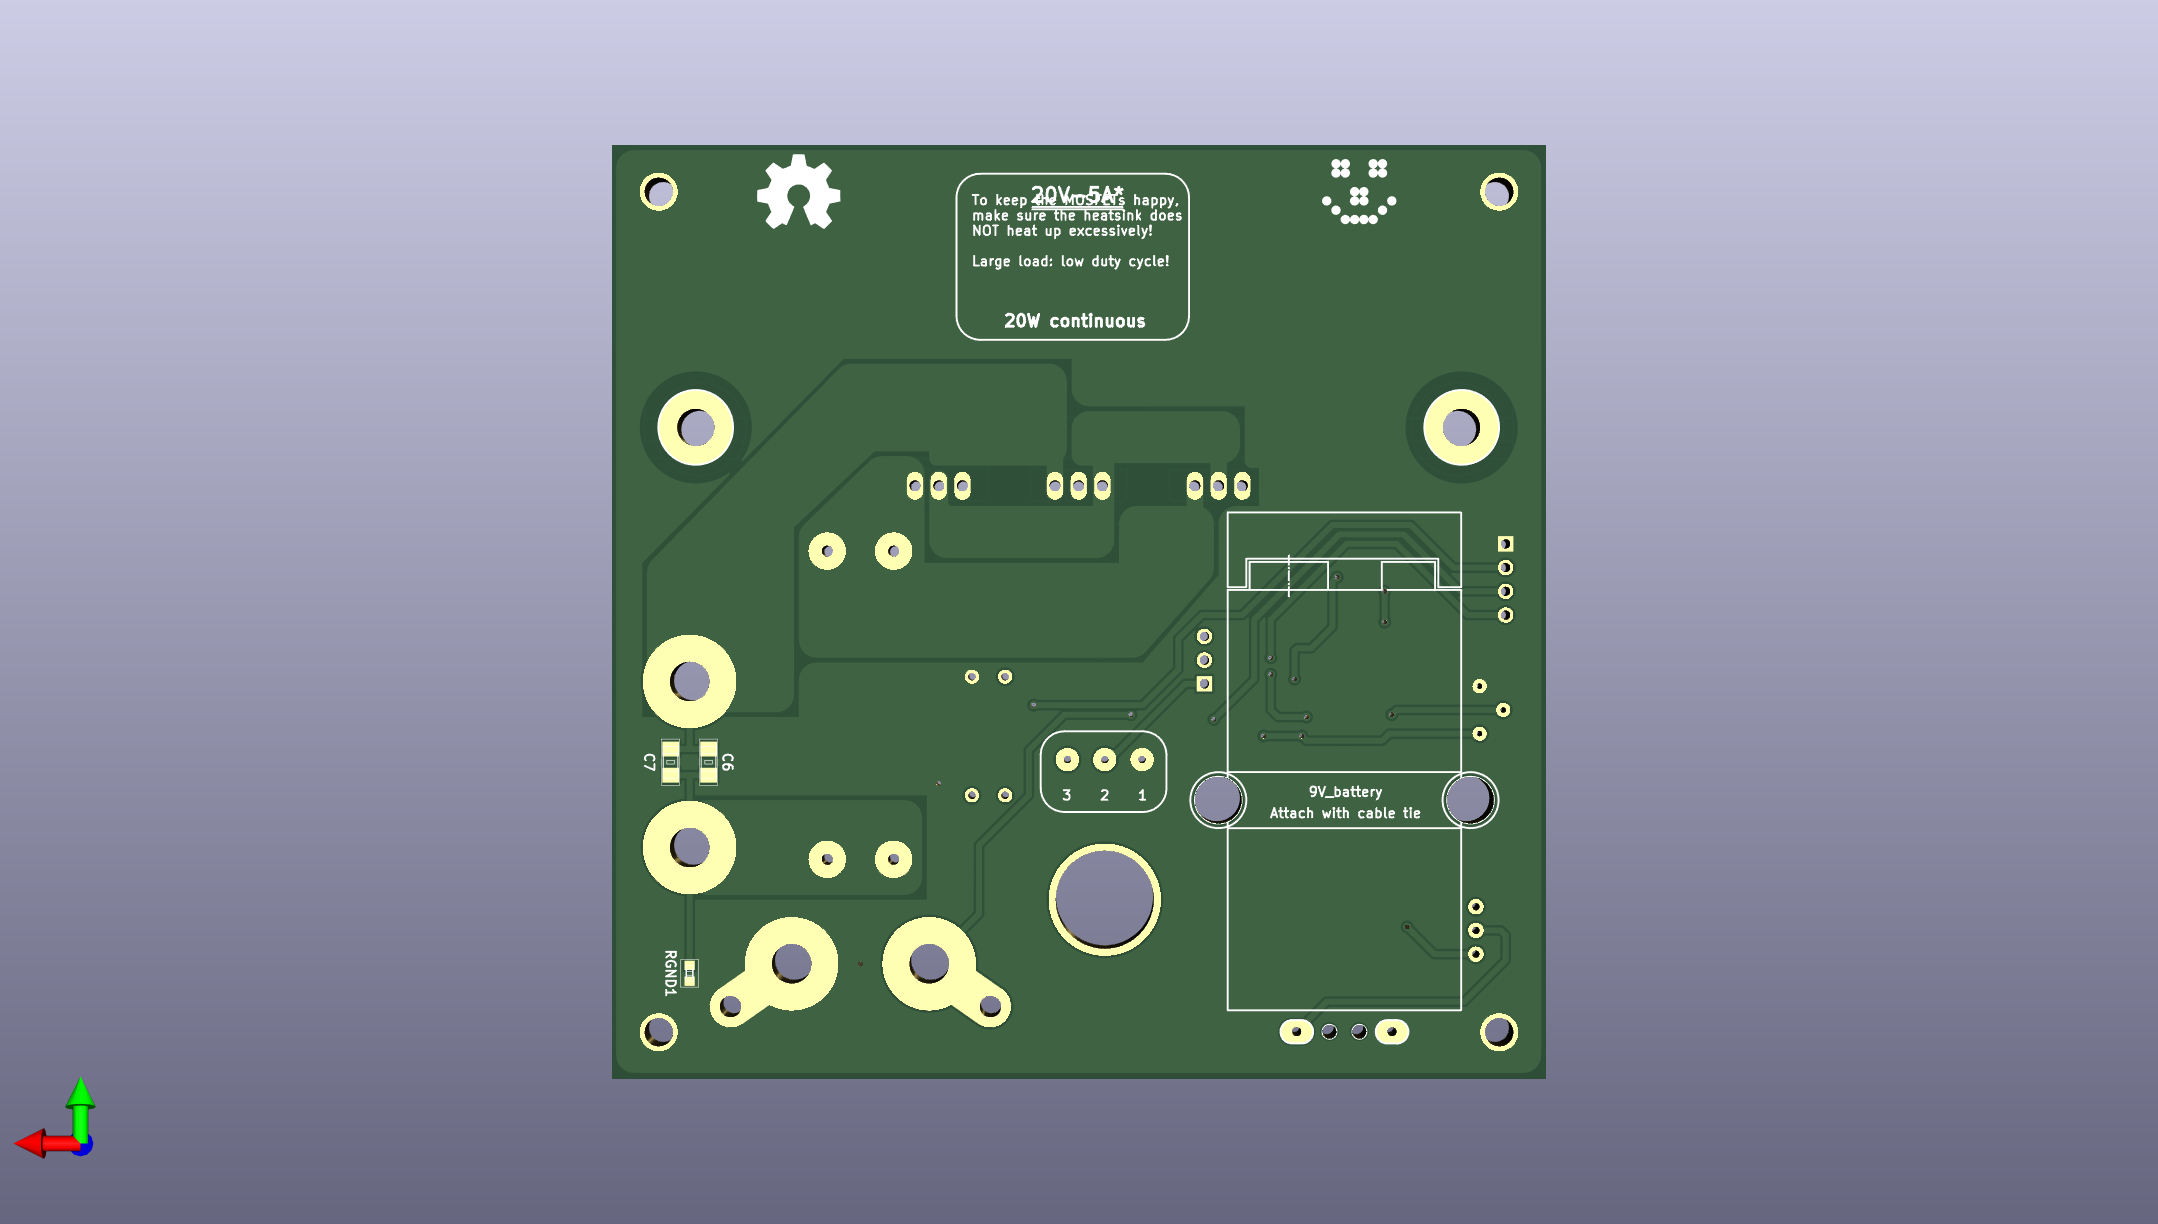 20V-5A*
To keep the MOSFETs happy,
make sure the heatsink does
NOT heat up excessively!
Large load: low duty cycle!
20W continuous
C7
C6
3 2 1
9V_battery
Attach with cable tie
RGND1